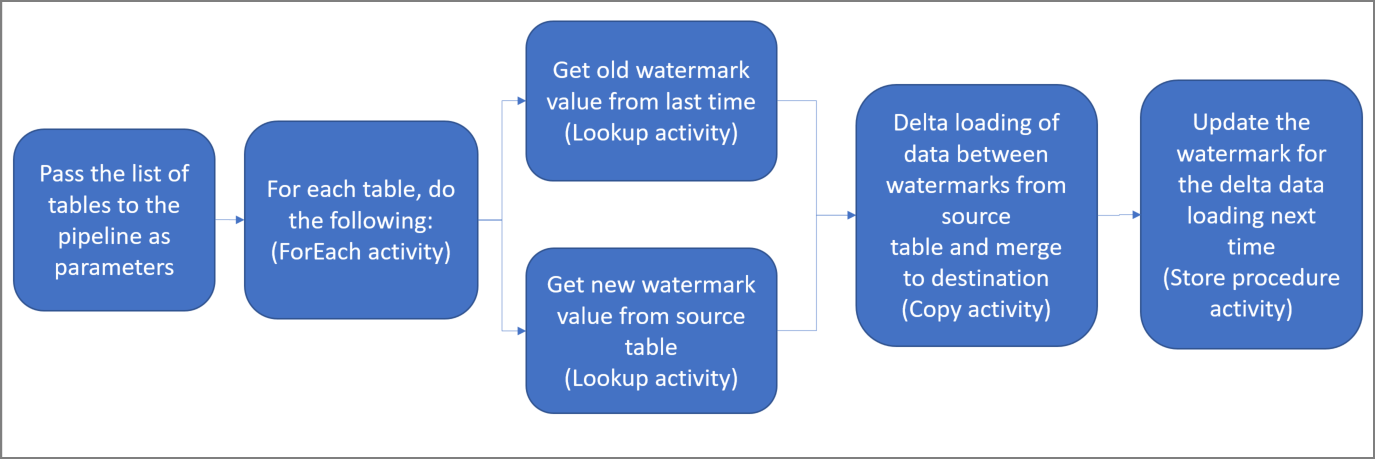 Pass the list of
tables to the
pipeline as
parameters
For each table, do
the following:
(ForEach activity)
Get old watermark
value from last time
(Lookup activity)
Get new watermark
value from source
table
(Lookup activity)
Delta loading of
data between
watermarks from
source
table and merge
to destination
(Copy activity)
Update the
watermark for
the delta data
loading next
time
(Store procedure
activity)